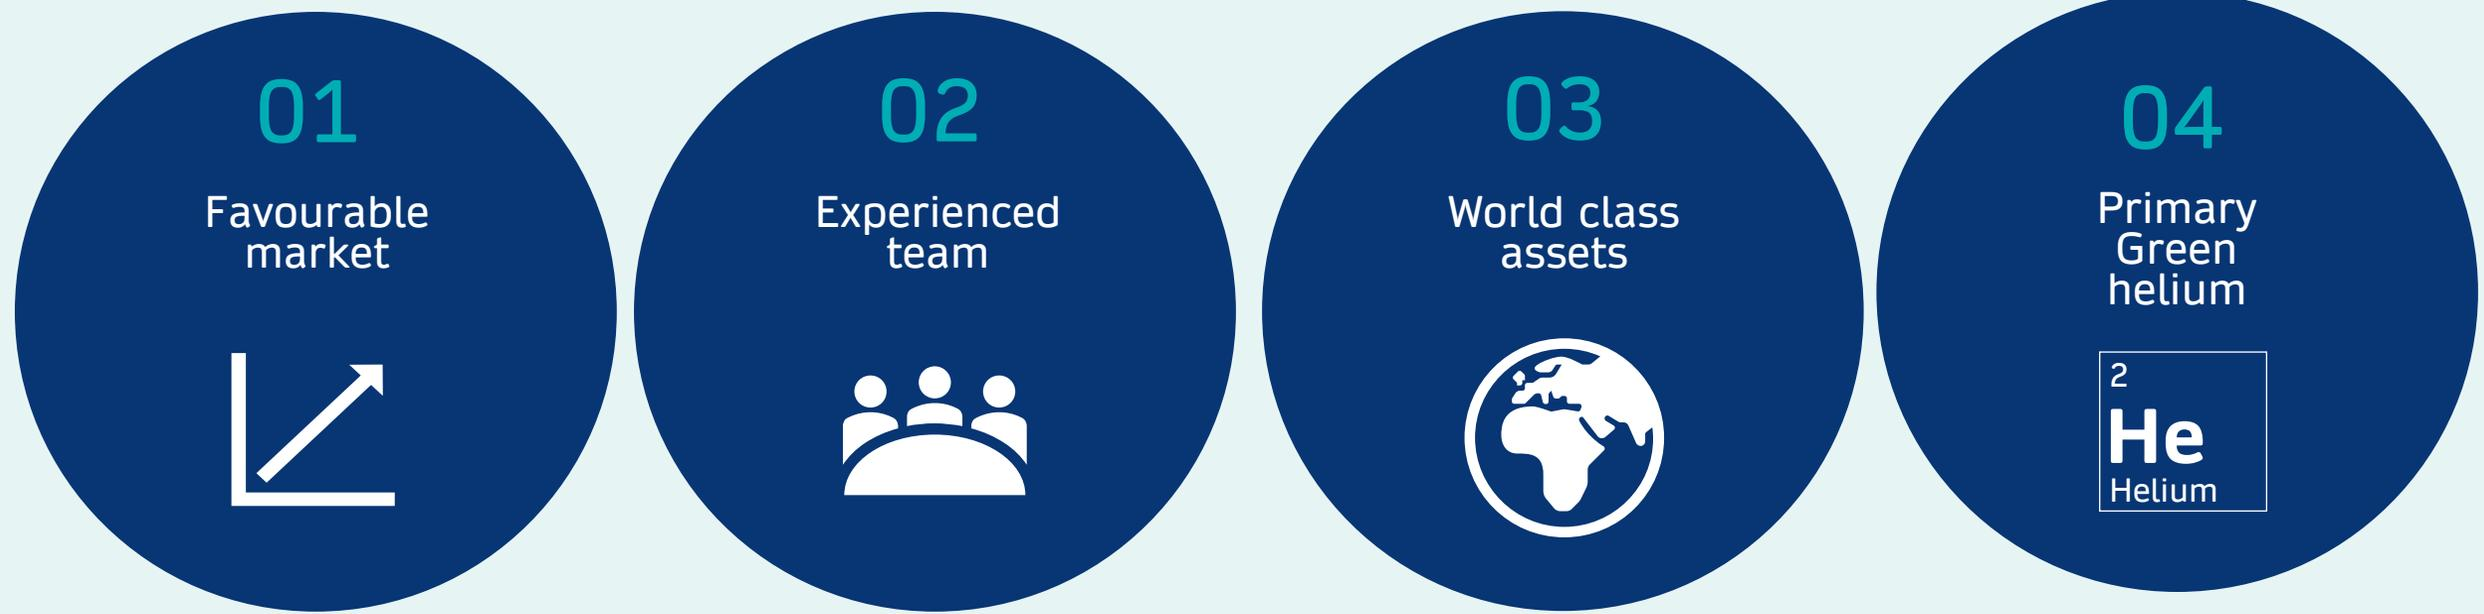 01
Favourable
market
02
Experienced
team
03
World class
assets
04
Primary
Green
helium
2
He
Helium